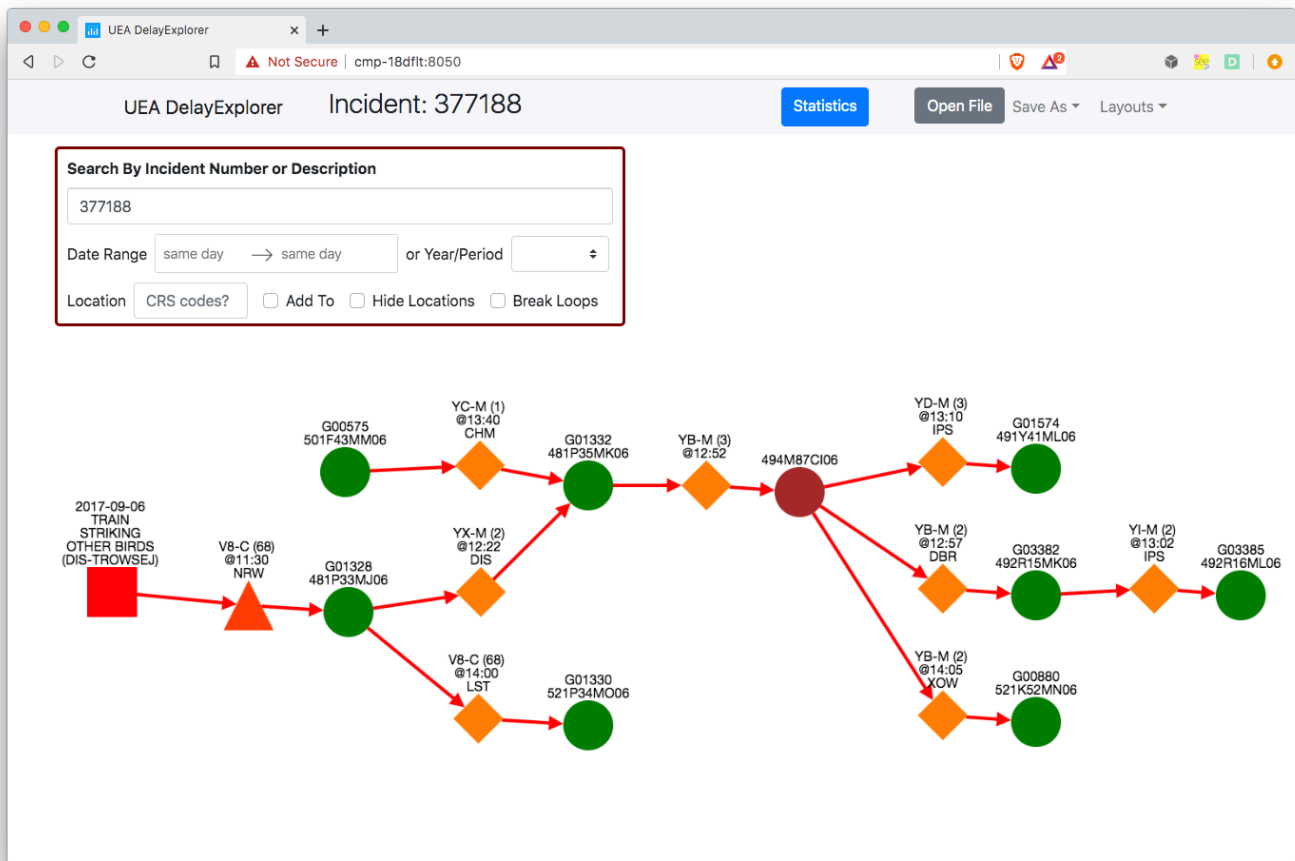 UEA DelayExplorer
Not Secure cmp-18dflt:8050
2
D
UEA DelayExplorer
Incident: 377188
Statistics
Open File
Save As
Layouts
Search By Incident Number or Description
377188
Date Range
same day → same day
or Year/Period
Location
CRS codes?
Add To
Hide Locations
Break Loops
2017-09-06
TRAIN
STRIKING
OTHER BIRDS
(DIS-TROWSEJ)
V8-C (68)
@11:30
NRW
G00575
501F43MM06
G01328
481P33MJ06
YC-M (1)
@13:40
CHM
YX-M (2)
@12:22
DIS
V8-C (68)
@14:00
LST
G01332
481P35MK06
G01330
521P34MO06
YB-M (3)
@12:52
494M87CI06
YD-M (3)
@13:10
IPS
G01574
491Y41ML06
YB-M (2)
@12:57
DBR
G03382
492R15MK06
YI-M (2)
@13:02
IPS
G03385
492R16ML06
YB-M (2)
@14:05
XOW
G00880
521K52MN06